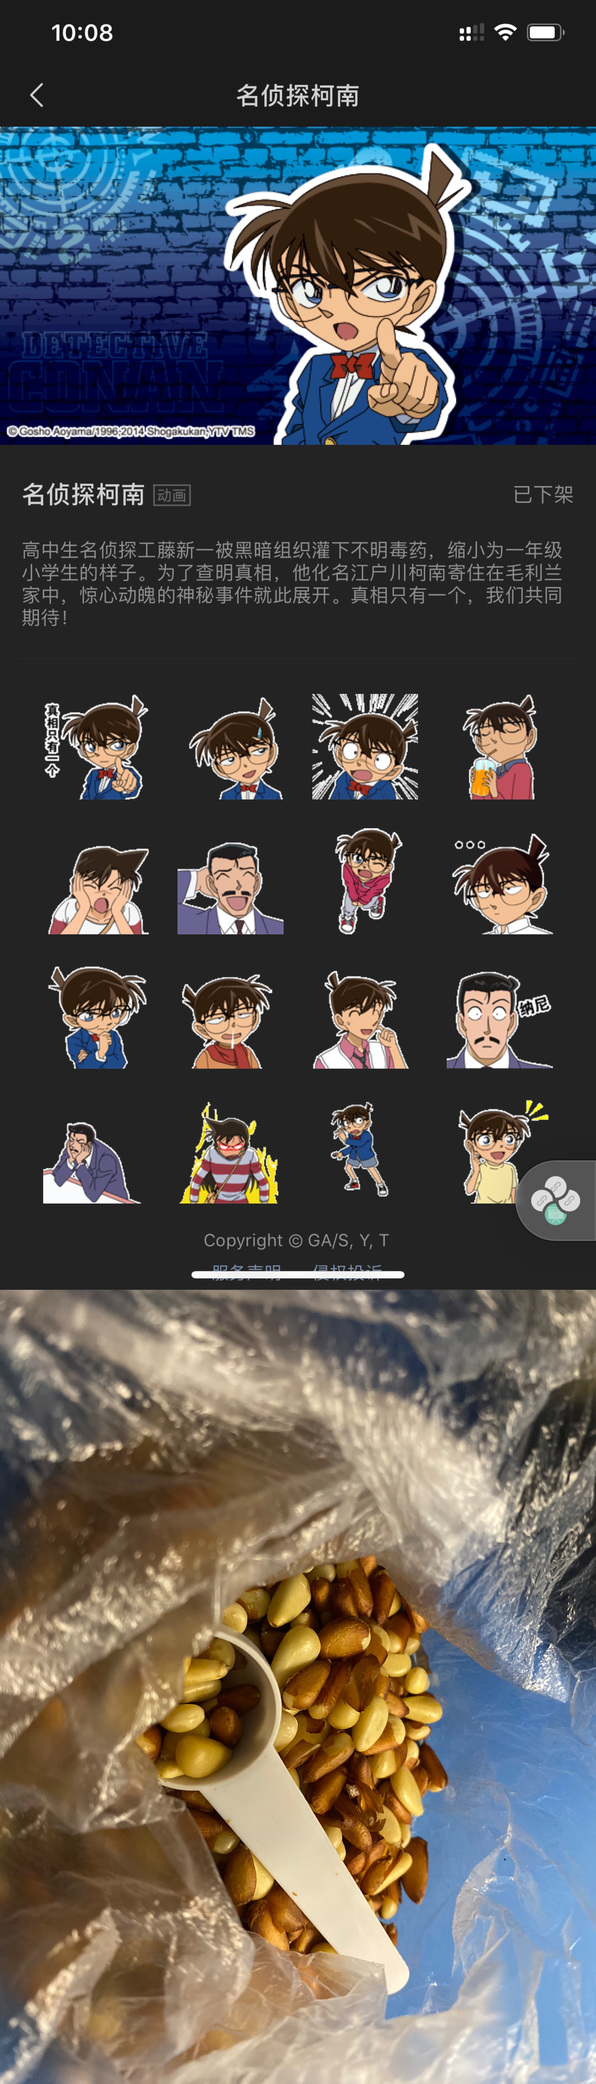 10:08
名侦探柯南
DETECTIVE
CONAN
© Gosho Aoyama/1996,2014 Shogakukan,YTV TMS
名侦探柯南 动画 已下架
高中生名侦探工藤新一被黑暗组织灌下不明毒药，缩小为一年级
小学生的样子。为了查明真相，他化名江户川柯南寄住在毛利兰
家中，惊心动魄的神秘事件就此展开。真相只有一个，我们共同
期待！
真相只有一个
纳尼
Copyright © GA/S, Y, T
服务声明 侵权投诉